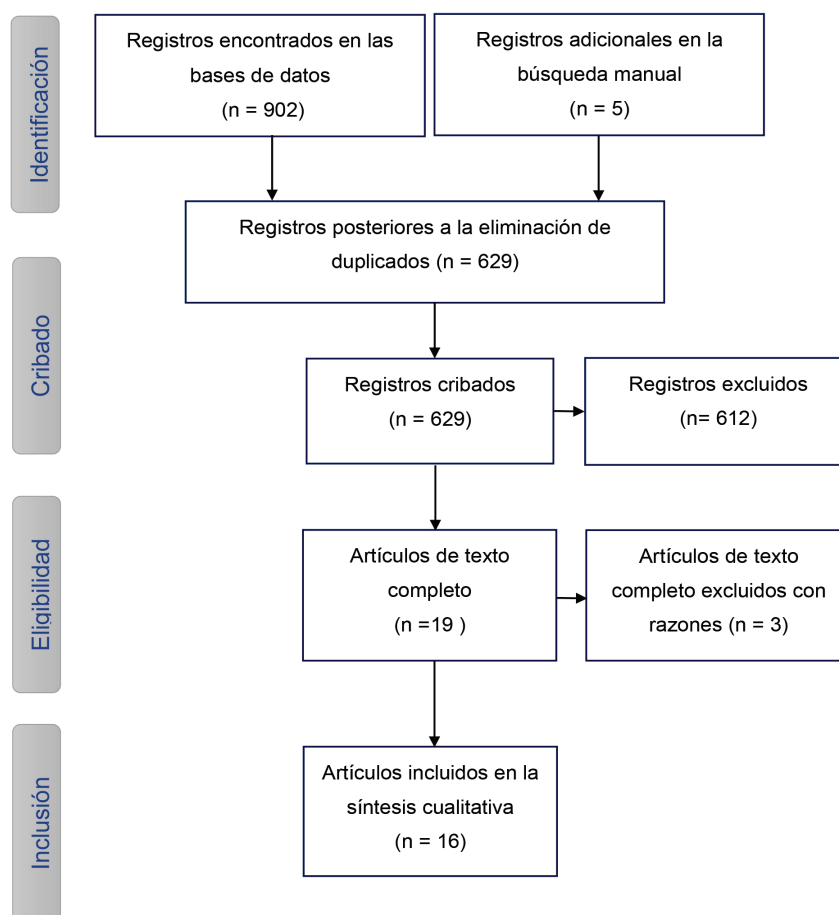 Identificación
Registros encontrados en las
bases de datos
(n = 902)
Registros adicionales en la
búsqueda manual
(n = 5)
Registros posteriores a la eliminación de
duplicados (n = 629)
Cribado
Registros cribados
(n = 629)
Registros excluidos
(n= 612)
Eligibilidad
Artículos de texto
completo
(n =19 )
Artículos de texto
completo excluidos con
razones (n = 3)
Inclusión
Artículos incluidos en la
síntesis cualitativa
(n = 16)